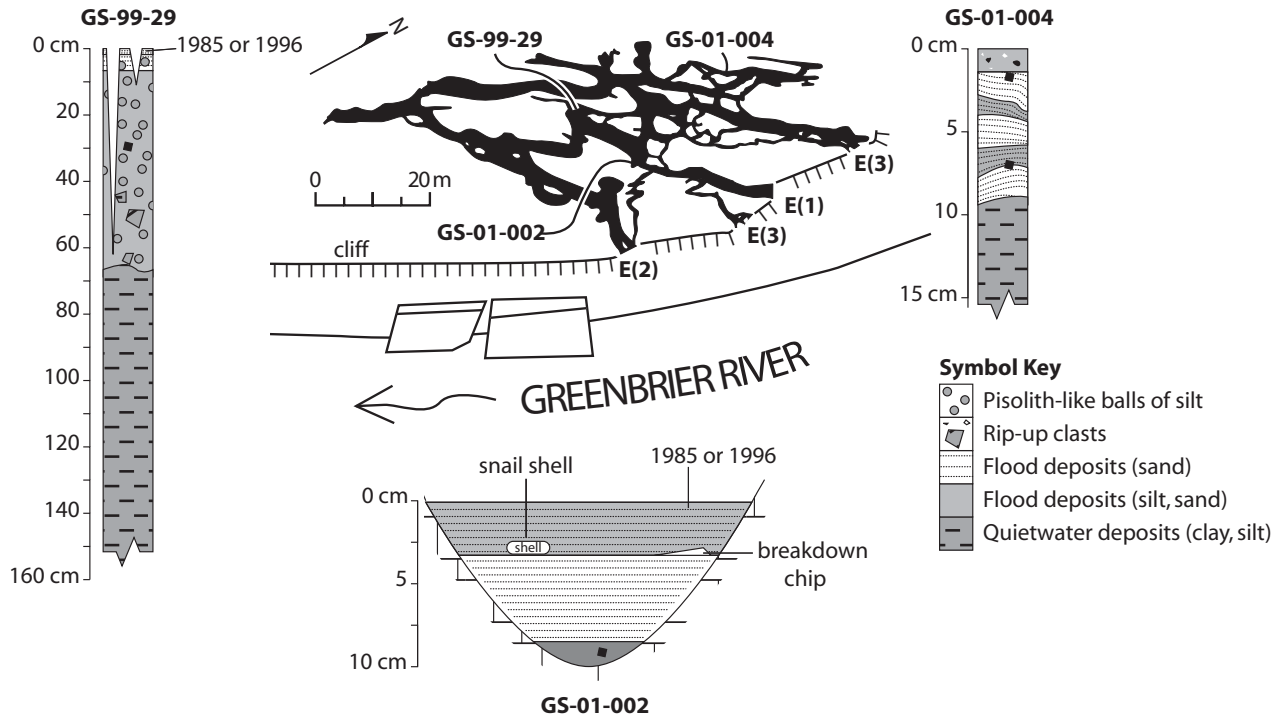 GS-99-29
0 cm
1985 or 1996
20
40
60
80
100
120
140
160 cm
N
GS-99-29
GS-01-004
0
20 m
GS-01-002
cliff
E(3)
E(1)
E(3)
E(2)
GREENBRIER RIVER
GS-01-004
0 cm
5
10
15 cm
Symbol Key
Pisolith-like balls of silt
Rip-up clasts
Flood deposits (sand)
Flood deposits (silt, sand)
Quietwater deposits (clay, silt)
snail shell
1985 or 1996
0 cm
shell
breakdown
chip
5
10 cm
GS-01-002